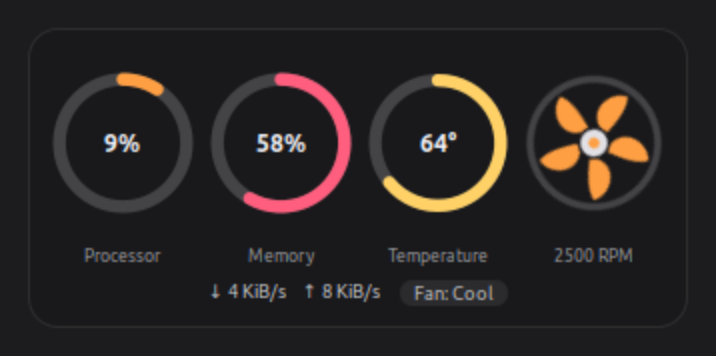 9% 58% 64°
Processor Memory Temperature 2500 RPM
↓ 4 KiB/s ↑ 8 KiB/s Fan: Cool